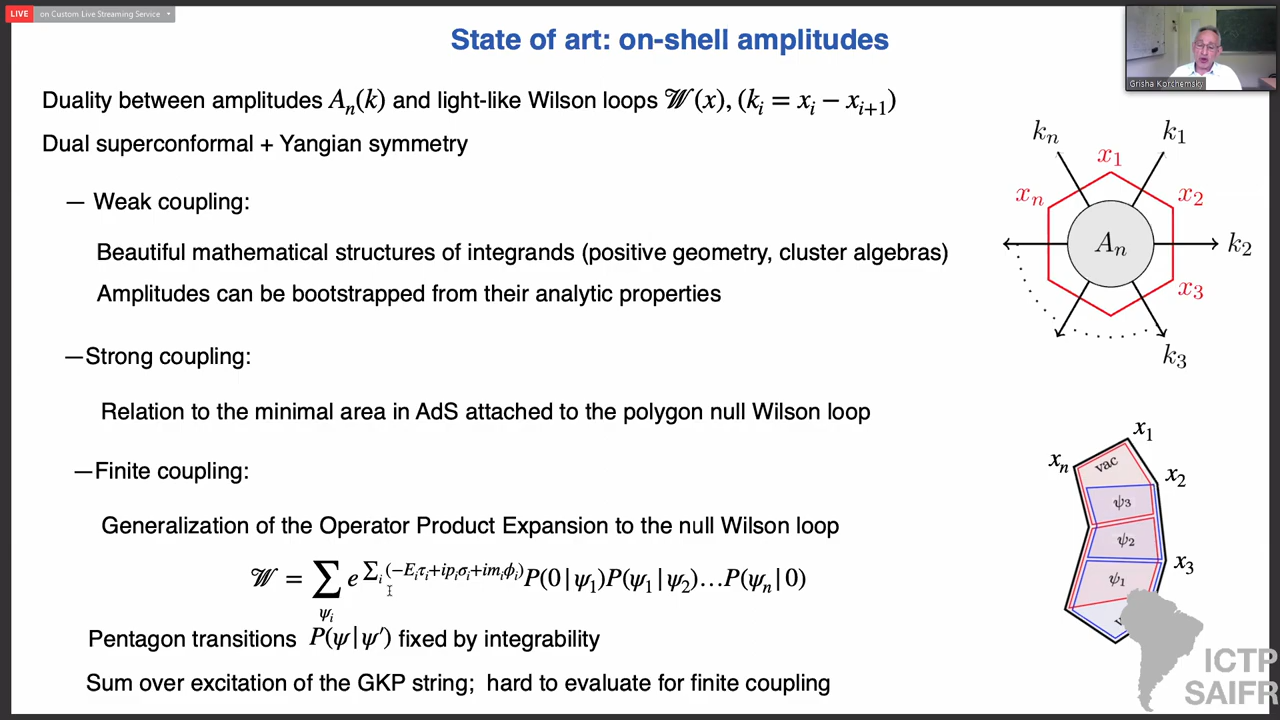 LIVE on Custom Live Streaming Service
State of art: on-shell amplitudes
Grisha Korchemsky
Duality between amplitudes Aₙ(k) and light-like Wilson loops 𝒲(x), (kᵢ = xᵢ − xᵢ₊₁)
Dual superconformal + Yangian symmetry
— Weak coupling:
Beautiful mathematical structures of integrands (positive geometry, cluster algebras)
Amplitudes can be bootstrapped from their analytic properties
—Strong coupling:
Relation to the minimal area in AdS attached to the polygon null Wilson loop
—Finite coupling:
Generalization of the Operator Product Expansion to the null Wilson loop
𝒲 = ∑_{ψᵢ} e^{∑ᵢ(−Eᵢτᵢ+ipᵢσᵢ+imᵢϕᵢ)} P(0|ψ₁)P(ψ₁|ψ₂)…P(ψₙ|0)
Pentagon transitions P(ψ|ψ′) fixed by integrability
Sum over excitation of the GKP string; hard to evaluate for finite coupling
kₙ k₁
x₁
xₙ x₂
Aₙ k₂
x₃
k₃
x₁
xₙ vac x₂
ψ₃
ψ₂
x₃
ψ₁
ICTP
SAIFR